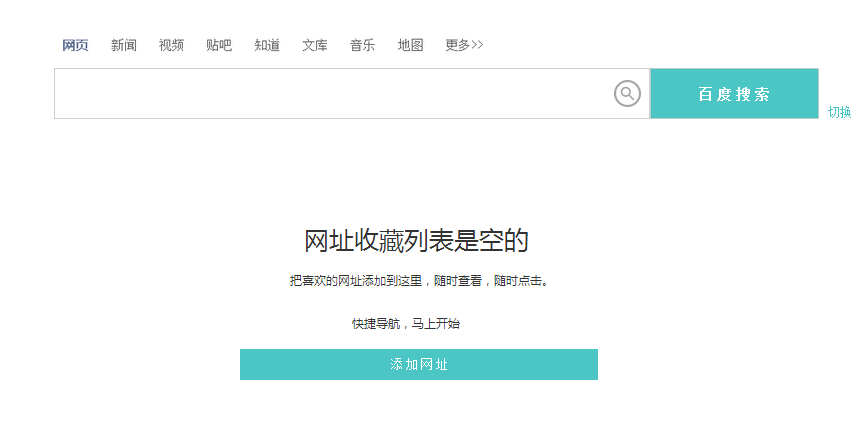 网页 新闻 视频 贴吧 知道 文库 音乐 地图 更多>>
百度搜索
切换
网址收藏列表是空的
把喜欢的网址添加到这里，随时查看，随时点击。
快捷导航，马上开始
添加网址